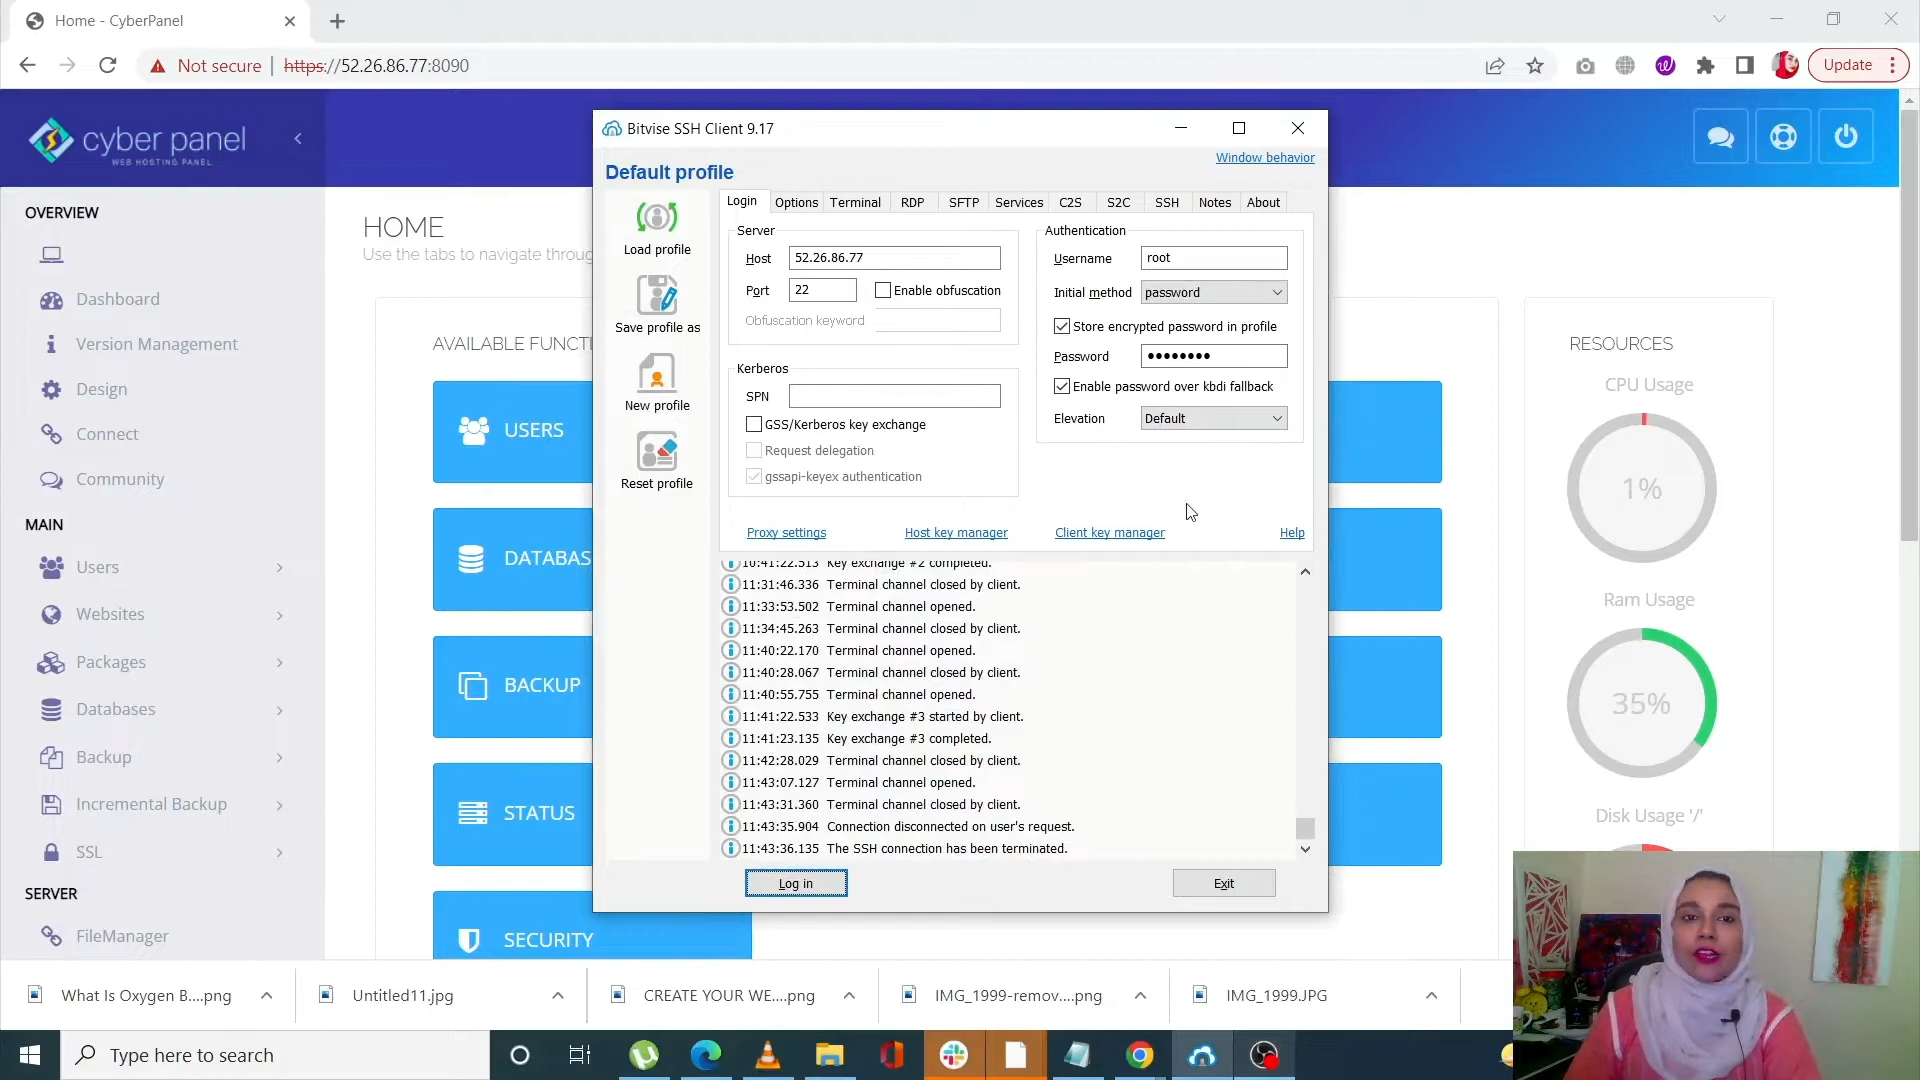 Home - CyberPanel
Not secure | https://52.26.86.77:8090
Update
cyber panel
WEB HOSTING PANEL
OVERVIEW
Dashboard
Version Management
Design
Connect
Community
MAIN
Users
Websites
Packages
Databases
Backup
Incremental Backup
SSL
SERVER
FileManager
HOME
Use the tabs to navigate throu
AVAILABLE FUNCTI
USERS
DATABAS
BACKUP
STATUS
SECURITY
Bitvise SSH Client 9.17
Window behavior
Default profile
Load profile
Save profile as
New profile
Reset profile
Login Options Terminal RDP SFTP Services C2S S2C SSH Notes About
Server
Host 52.26.86.77
Port 22 Enable obfuscation
Obfuscation keyword
Kerberos
SPN
GSS/Kerberos key exchange
Request delegation
gssapi-keyex authentication
Authentication
Username root
Initial method password
Store encrypted password in profile
Password ••••••••
Enable password over kbdi fallback
Elevation Default
Proxy settings Host key manager Client key manager Help
10:41:22.513 Key exchange #2 completed.
11:31:46.336 Terminal channel closed by client.
11:33:53.502 Terminal channel opened.
11:34:45.263 Terminal channel closed by client.
11:40:22.170 Terminal channel opened.
11:40:28.067 Terminal channel closed by client.
11:40:55.755 Terminal channel opened.
11:41:22.533 Key exchange #3 started by client.
11:41:23.135 Key exchange #3 completed.
11:42:28.029 Terminal channel closed by client.
11:43:07.127 Terminal channel opened.
11:43:31.360 Terminal channel closed by client.
11:43:35.904 Connection disconnected on user's request.
11:43:36.135 The SSH connection has been terminated.
Log in Exit
RESOURCES
CPU Usage
1%
Ram Usage
35%
Disk Usage '/'
What Is Oxygen B....png
Untitled11.jpg
CREATE YOUR WE....png
IMG_1999-remov....png
IMG_1999.JPG
Type here to search